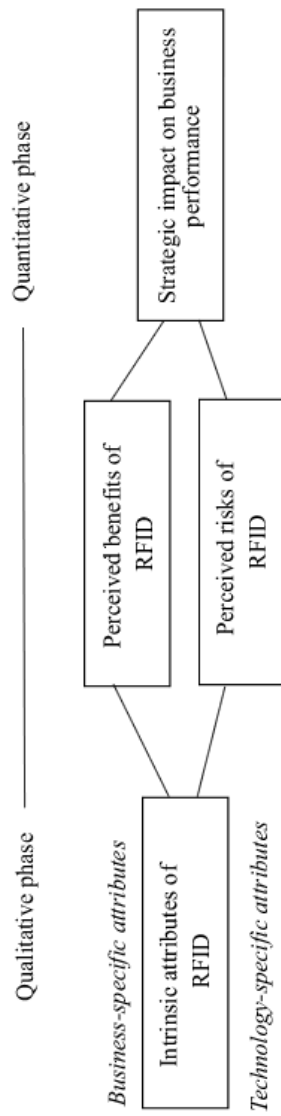 Qualitative phase
Quantitative phase
Business-specific attributes
Intrinsic attributes of
RFID
Technology-specific attributes
Perceived benefits of
RFID
Perceived risks of
RFID
Strategic impact on business
performance